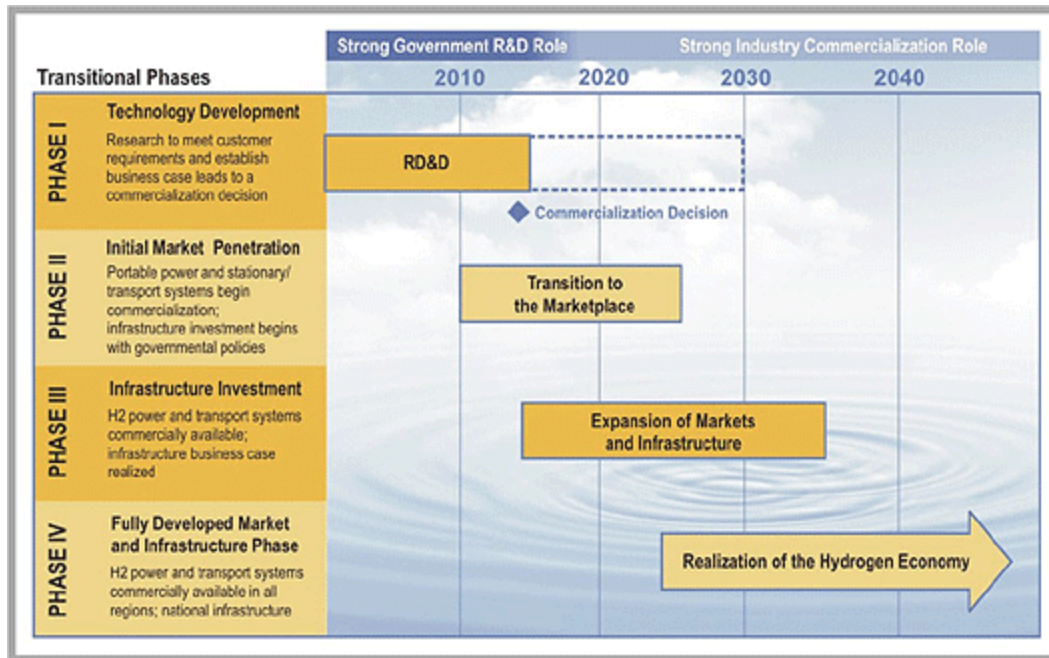 Strong Government R&D Role
Strong Industry Commercialization Role
Transitional Phases
2010
2020
2030
2040
PHASE I
Technology Development
Research to meet customer
requirements and establish
business case leads to a
commercialization decision
RD&D
Commercialization Decision
PHASE II
Initial Market Penetration
Portable power and stationary/
transport systems begin
commercialization;
infrastructure investment begins
with governmental policies
Transition to
the Marketplace
PHASE III
Infrastructure Investment
H2 power and transport systems
commercially available;
infrastructure business case
realized
Expansion of Markets
and Infrastructure
PHASE IV
Fully Developed Market
and Infrastructure Phase
H2 power and transport systems
commercially available in all
regions; national infrastructure
Realization of the Hydrogen Economy